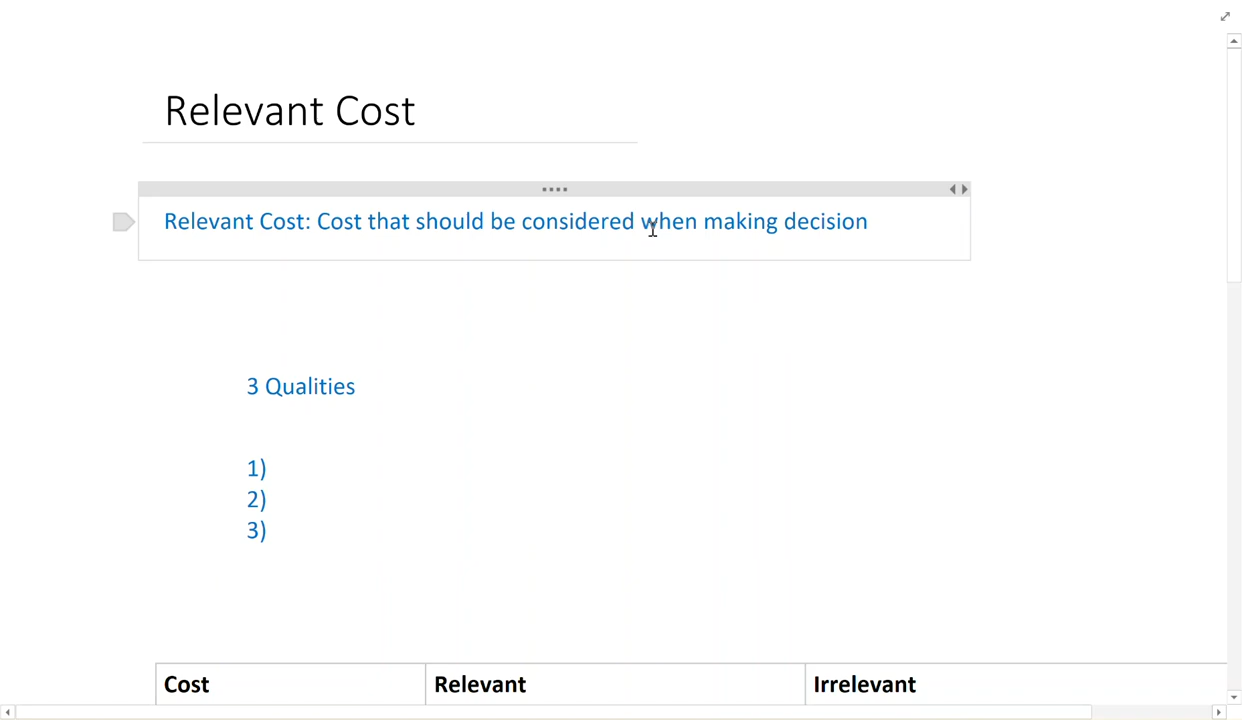 Relevant Cost
Relevant Cost: Cost that should be considered when making decision
3 Qualities
1)
2)
3)
Cost Relevant Irrelevant